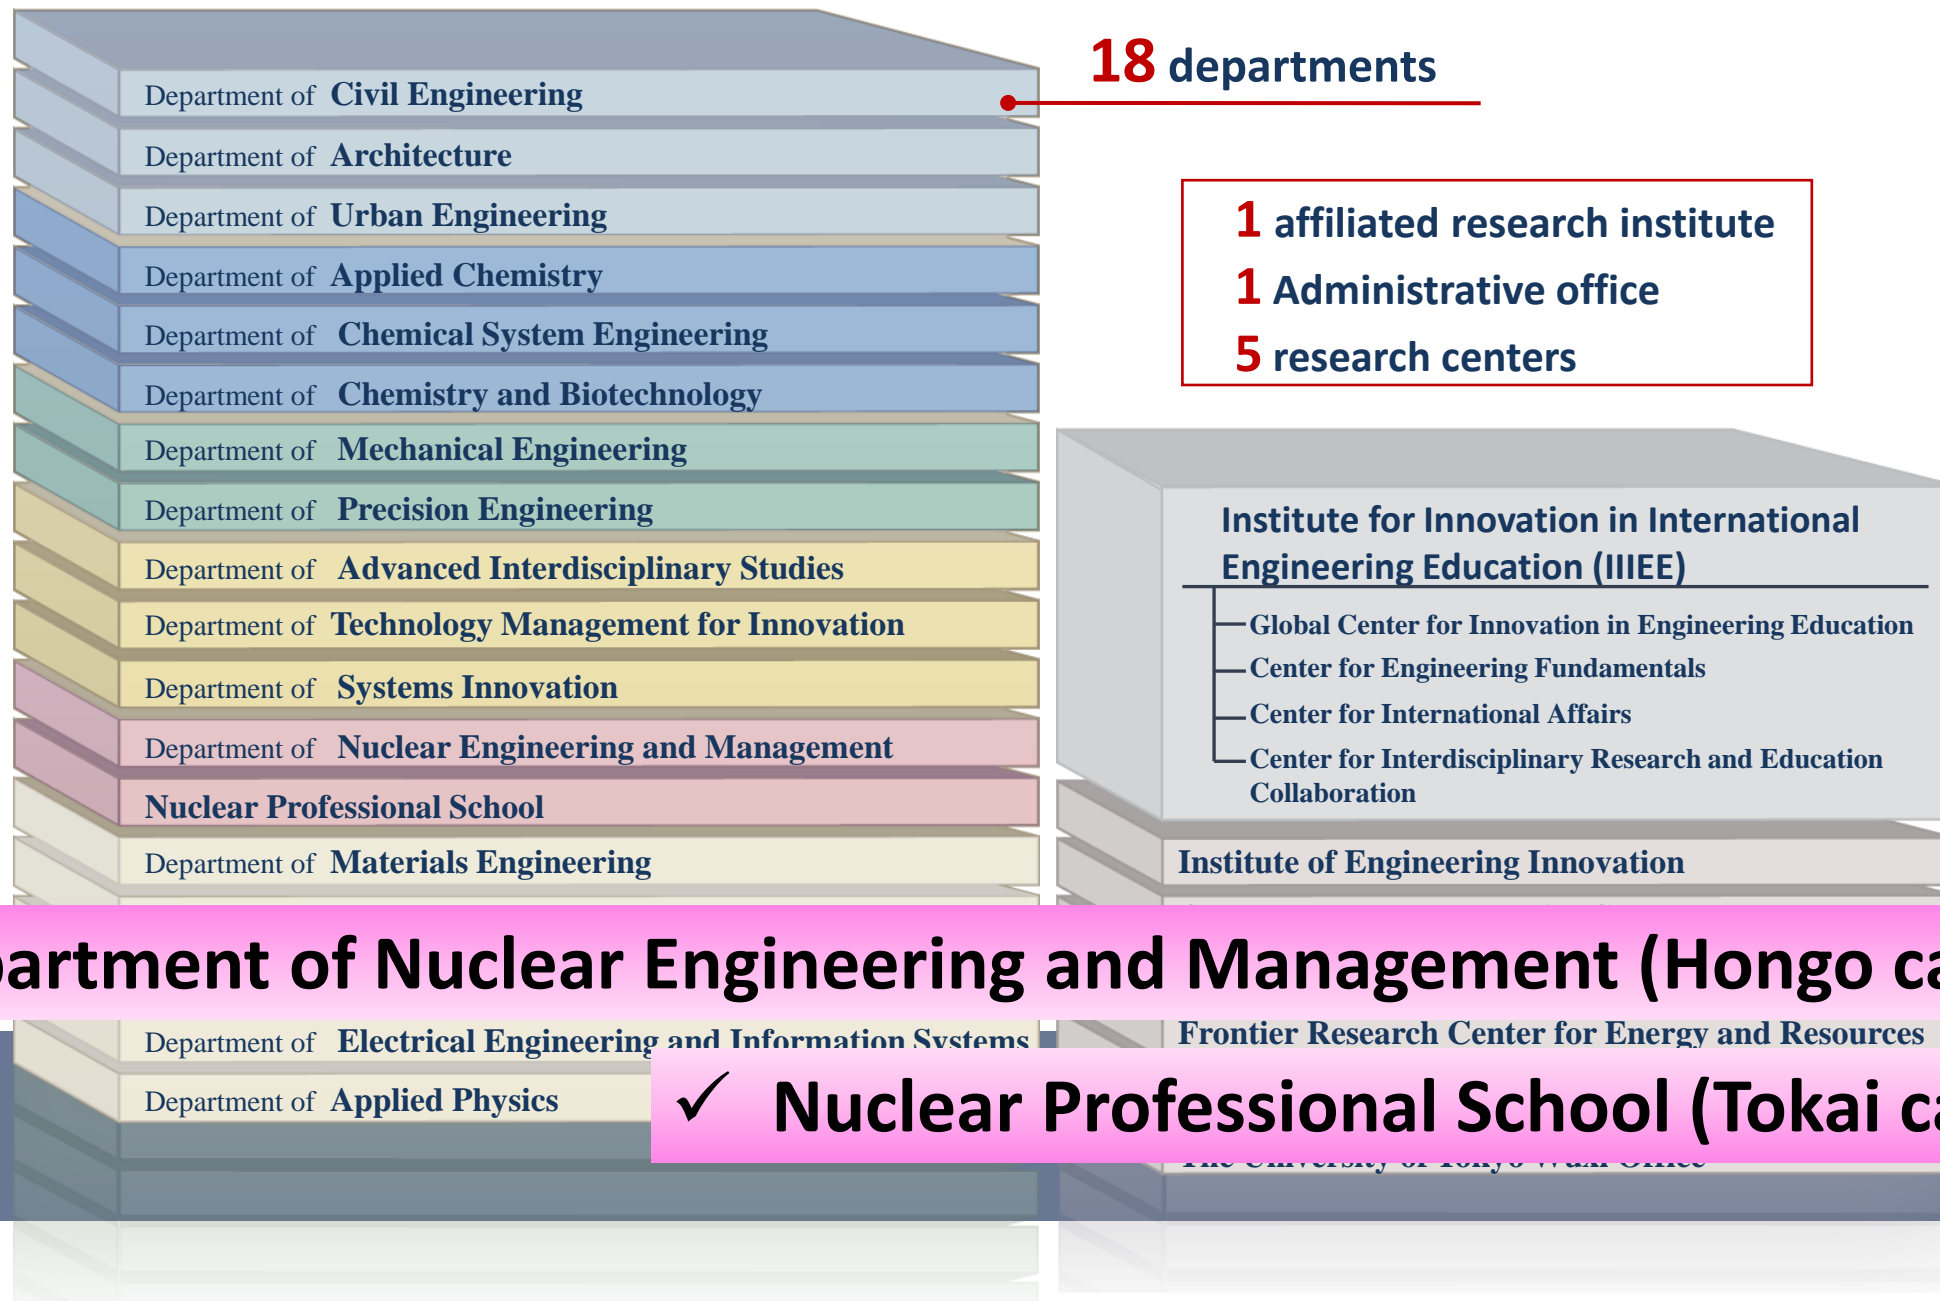 Department of Civil Engineering
Department of Architecture
Department of Urban Engineering
Department of Applied Chemistry
Department of Chemical System Engineering
Department of Chemistry and Biotechnology
Department of Mechanical Engineering
Department of Precision Engineering
Department of Advanced Interdisciplinary Studies
Department of Technology Management for Innovation
Department of Systems Innovation
Department of Nuclear Engineering and Management
Nuclear Professional School
Department of Materials Engineering
18 departments
1 affiliated research institute
1 Administrative office
5 research centers
Institute for Innovation in International
Engineering Education (IIIEE)
Global Center for Innovation in Engineering Education
Center for Engineering Fundamentals
Center for International Affairs
Center for Interdisciplinary Research and Education
Collaboration
Institute of Engineering Innovation
partment of Nuclear Engineering and Management (Hongo ca
Department of Electrical Engineering and Information Systems
Frontier Research Center for Energy and Resources
Department of Applied Physics
✓ Nuclear Professional School (Tokai ca
The University of Tokyo Wuxi Office